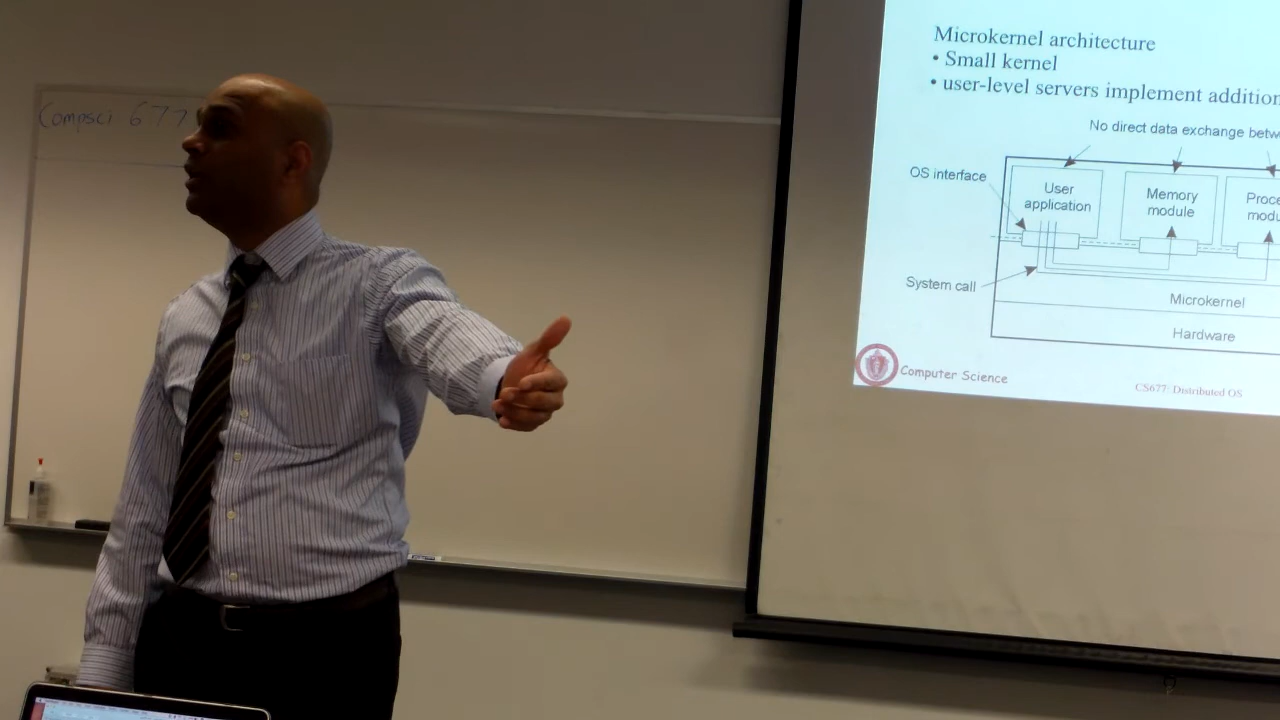 Compsci 677
Microkernel architecture
• Small kernel
• user-level servers implement addition
No direct data exchange betw
OS interface
User
application
Memory
module
Proce
modu
System call
Microkernel
Hardware
Computer Science
CS677: Distributed OS